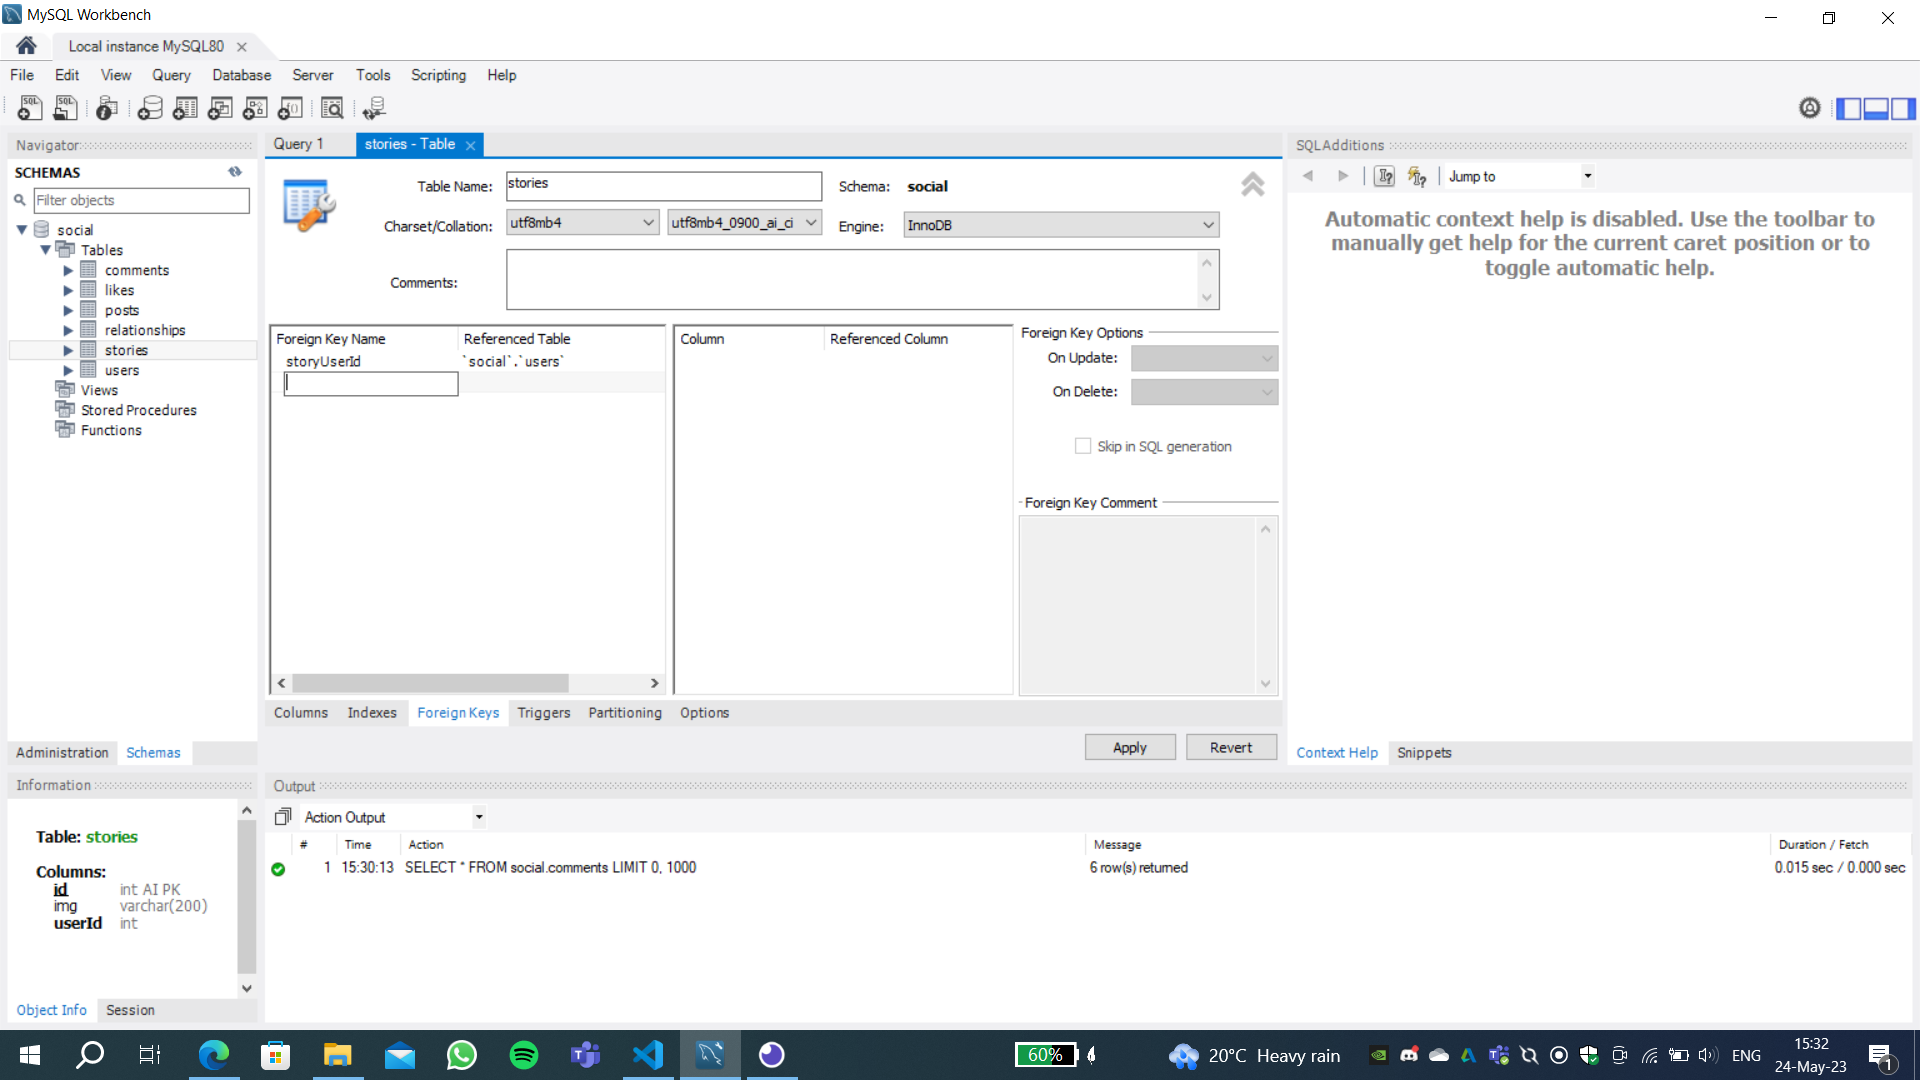 MySQL Workbench
Local instance MySQL80
File Edit View Query Database Server Tools Scripting Help
Navigator
SCHEMAS
Filter objects
social
Tables
comments
likes
posts
relationships
stories
users
Views
Stored Procedures
Functions
Administration Schemas
Information
Table: stories
Columns:
id int AI PK
img varchar(200)
userId int
Object Info Session
Query 1 stories - Table
Table Name: stories Schema: social
Charset/Collation: utf8mb4 utf8mb4_0900_ai_ci Engine: InnoDB
Comments:
Foreign Key Name Referenced Table
storyUserId `social`.`users`
Column Referenced Column
Foreign Key Options
On Update:
On Delete:
Skip in SQL generation
Foreign Key Comment
Columns Indexes Foreign Keys Triggers Partitioning Options
Apply Revert
SQLAdditions
Jump to
Automatic context help is disabled. Use the toolbar to
manually get help for the current caret position or to
toggle automatic help.
Context Help Snippets
Output
Action Output
# Time Action Message Duration / Fetch
1 15:30:13 SELECT * FROM social.comments LIMIT 0, 1000 6 row(s) returned 0.015 sec / 0.000 sec
60% 20°C Heavy rain ENG 15:32
24-May-23
1